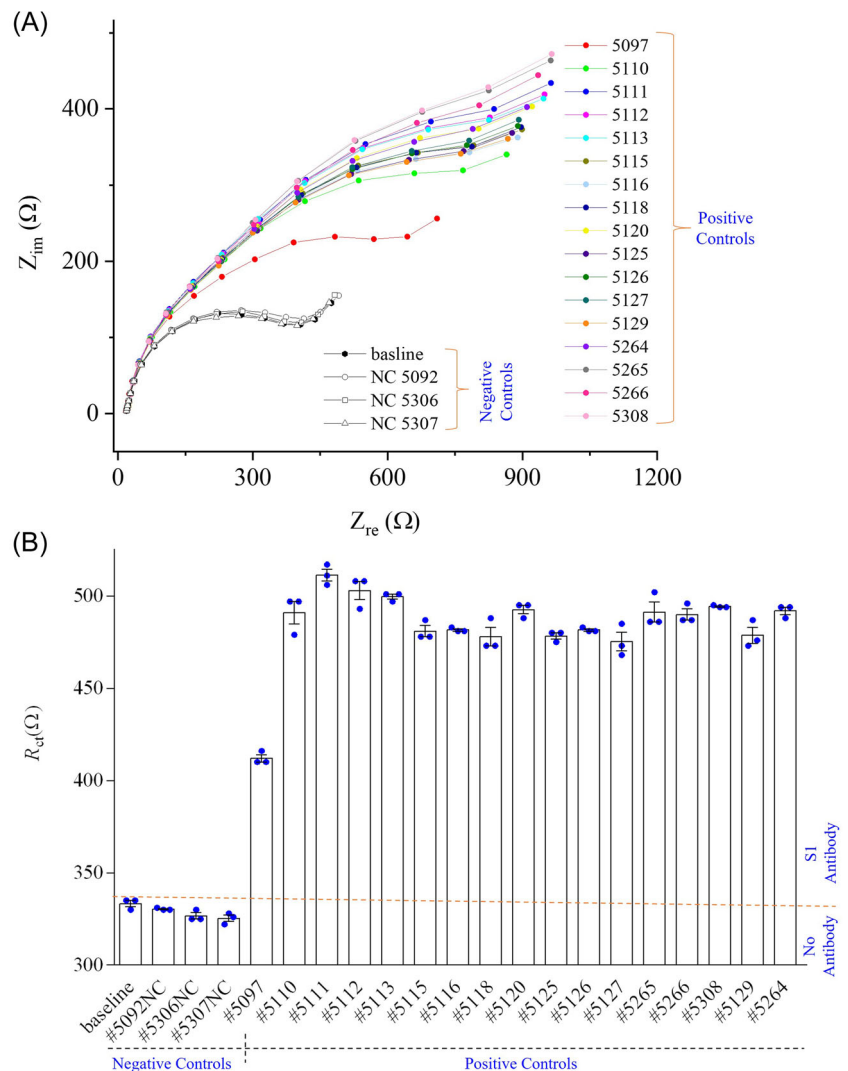 (A)
400
200
0
0
300
600
900
1200
Zim (Ω)
Zre (Ω)
5097
5110
5111
5112
5113
5115
5116
5118
5120
5125
5126
5127
5129
5264
5265
5266
5308
Positive
Controls
basline
NC 5092
NC 5306
NC 5307
Negative
Controls
(B)
500
450
400
350
300
Rct(Ω)
S1
Antibody
No
Antibody
baseline
#5092NC
#5306NC
#5307NC
#5097
#5110
#5111
#5112
#5113
#5115
#5116
#5118
#5120
#5125
#5126
#5127
#5265
#5266
#5308
#5129
#5264
Negative Controls
Positive Controls